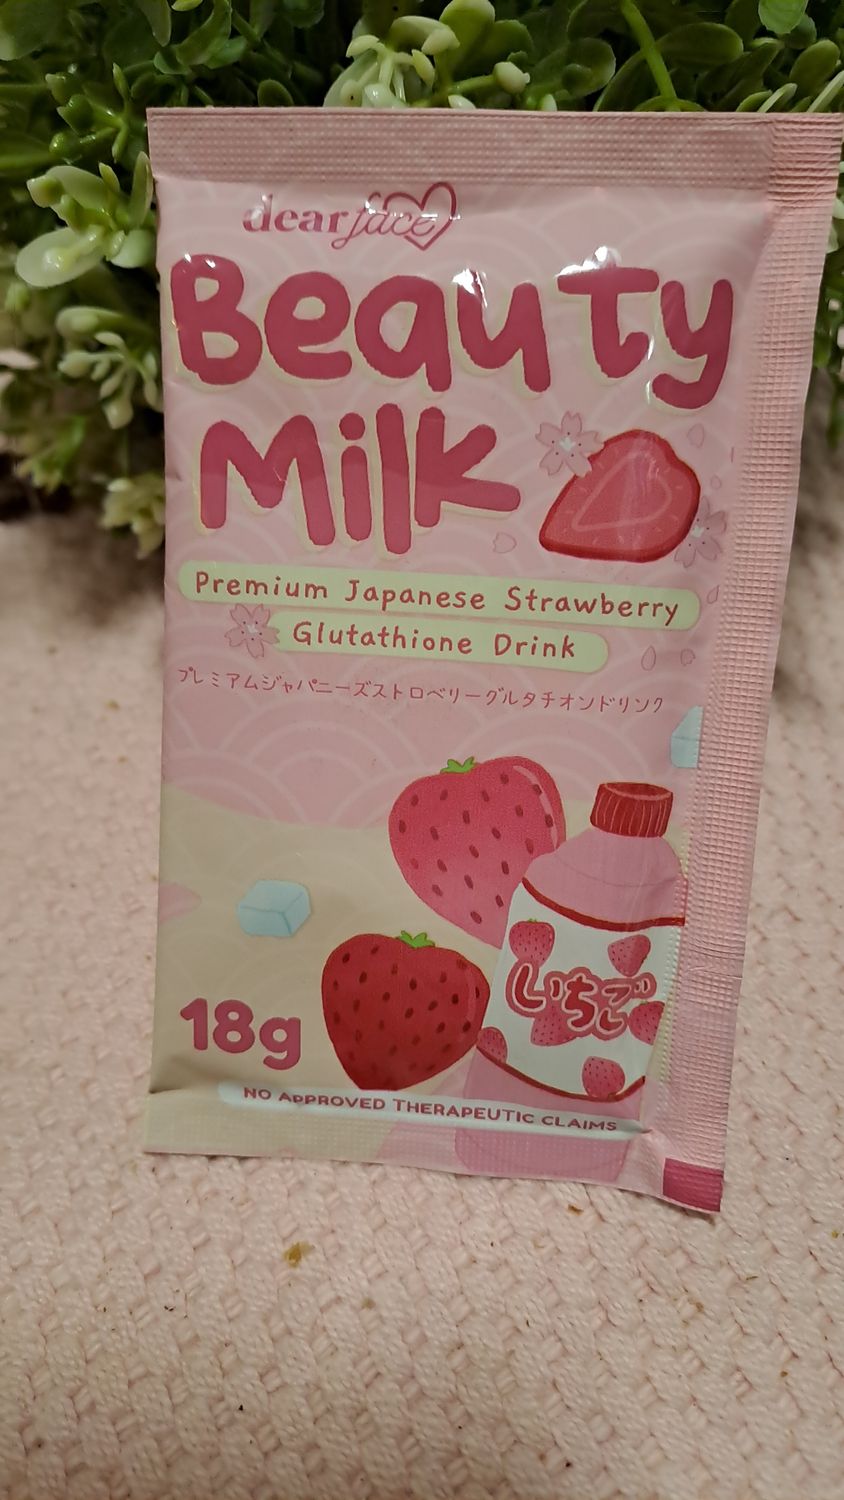 dearface
Beauty
Milk
Premium Japanese Strawberry
Glutathione Drink
プレミアムジャパニーズストロベリーグルタチオンドリンク
いちご
18g
NO APPROVED THERAPEUTIC CLAIMS